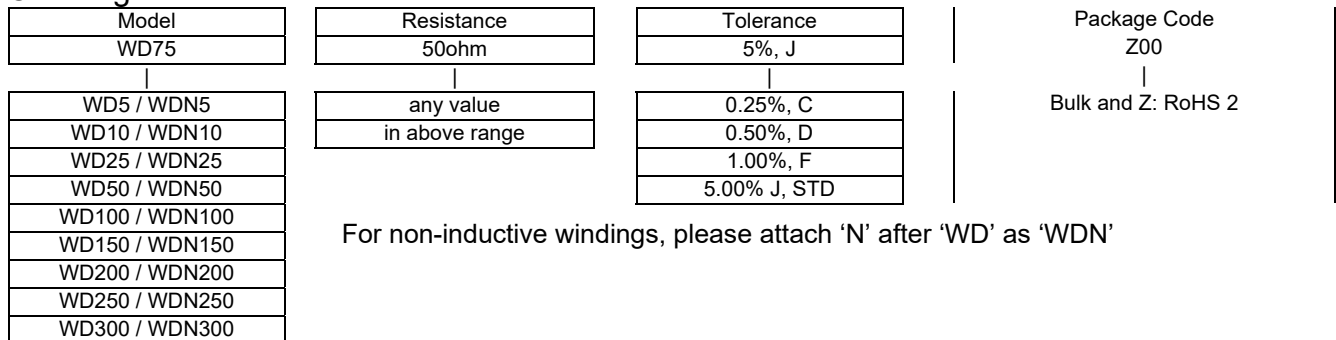 Model Resistance Tolerance Package Code
WD75 50ohm 5%, J Z00
| | | |
WD5 / WDN5 any value 0.25%, C Bulk and Z: RoHS 2
WD10 / WDN10 in above range 0.50%, D
WD25 / WDN25 1.00%, F
WD50 / WDN50 5.00% J, STD
WD100 / WDN100
WD150 / WDN150 For non-inductive windings, please attach ‘N’ after ‘WD’ as ‘WDN’
WD200 / WDN200
WD250 / WDN250
WD300 / WDN300